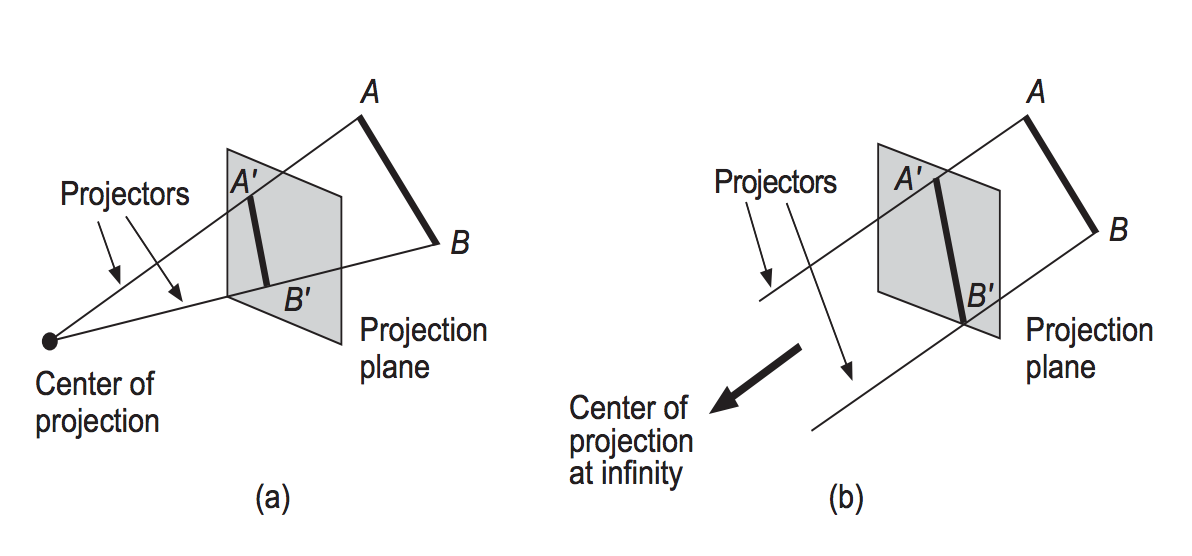 A
Projectors
A'
B
B'
Projection
plane
Center of
projection
(a)
A
Projectors
A'
B
B'
Projection
plane
Center of
projection
at infinity
(b)